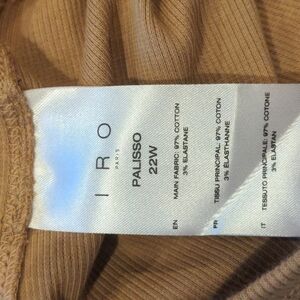 IRO
PARIS
PALISSO
22W
EN MAIN FABRIC: 97% COTTON
3% ELASTANE
FR TISSU PRINCIPAL: 97% COTON
3% ELASTHANNE
IT TESSUTO PRINCIPALE: 97% COTONE
3% ELASTAN